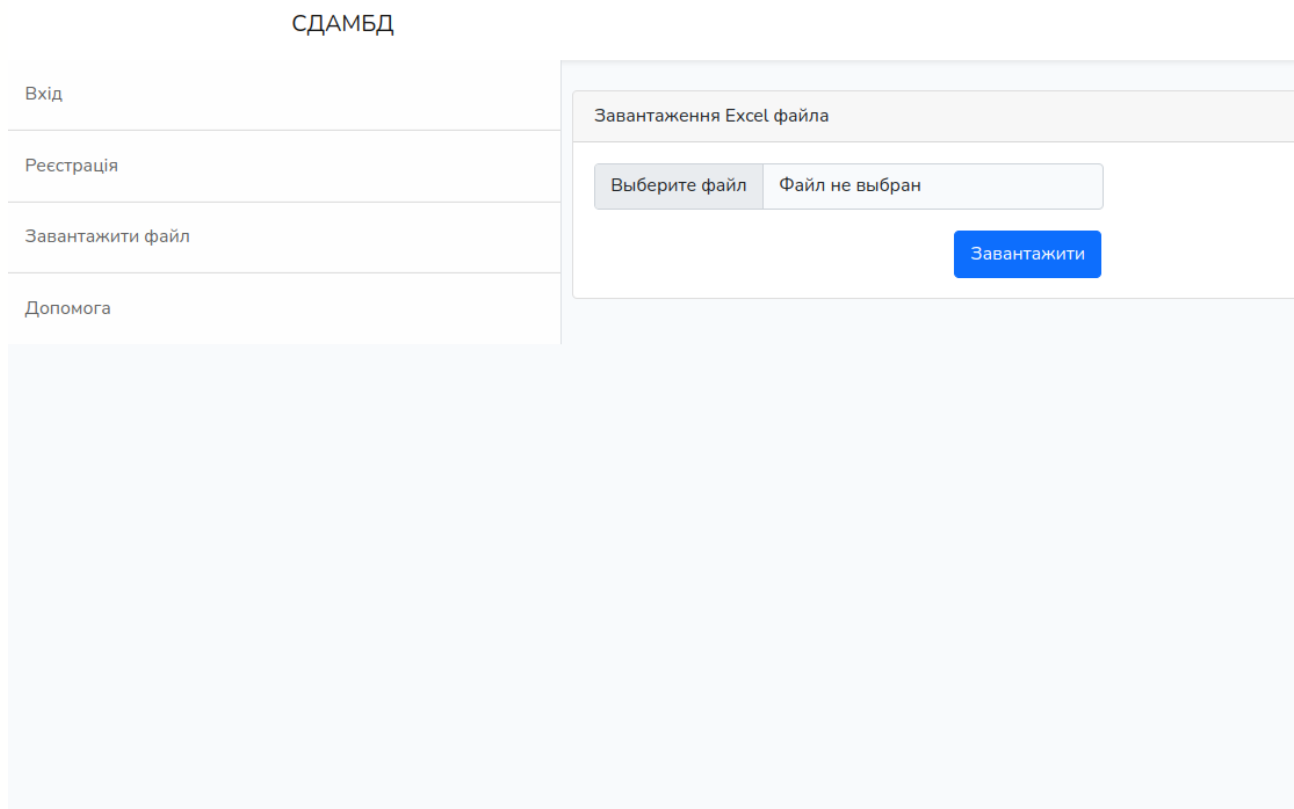 СДАМБД
Вхід
Реєстрація
Завантажити файл
Допомога
Завантаження Excel файла
Выберите файл Файл не выбран
Завантажити